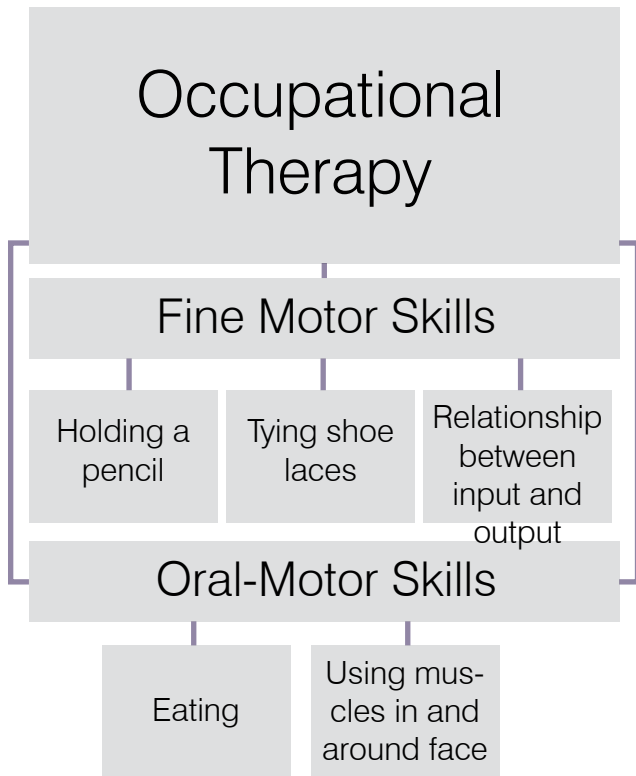 Occupational
Therapy
Fine Motor Skills
Holding a
pencil
Tying shoe
laces
Relationship
between
input and
output
Oral-Motor Skills
Eating
Using mus-
cles in and
around face